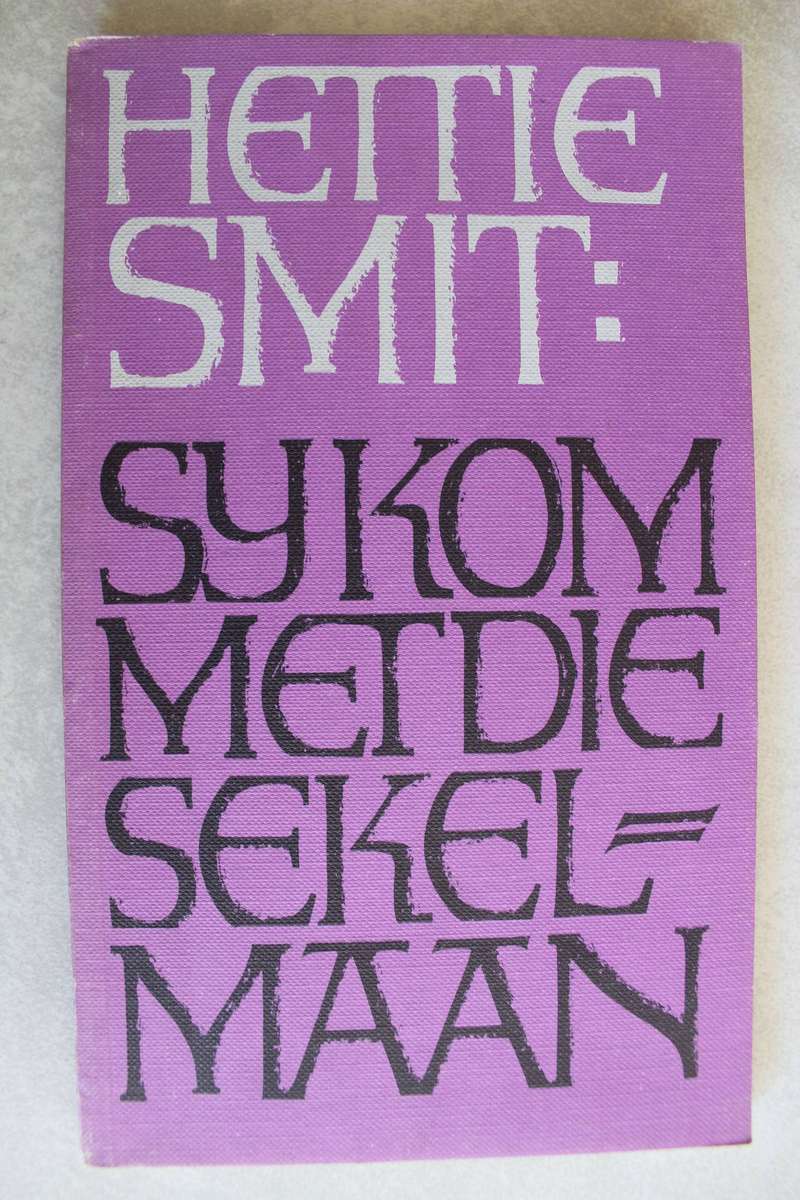 HETTIE
SMIT:
SY KOM
MET DIE
SEKEL=
MAAN